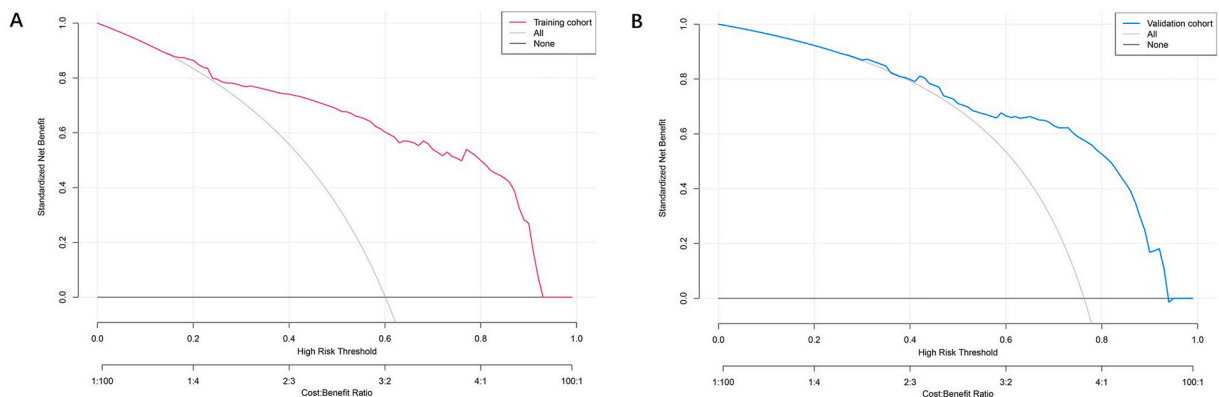 A
Training cohort
All
None
Standardized Net Benefit
1.0
0.8
0.6
0.4
0.2
0.0
0.0 0.2 0.4 0.6 0.8 1.0
High Risk Threshold
1:100 1:4 2:3 3:2 4:1 100:1
Cost:Benefit Ratio
B
Validation cohort
All
None
Standardized Net Benefit
1.0
0.8
0.6
0.4
0.2
0.0
0.0 0.2 0.4 0.6 0.8 1.0
High Risk Threshold
1:100 1:4 2:3 3:2 4:1 100:1
Cost:Benefit Ratio